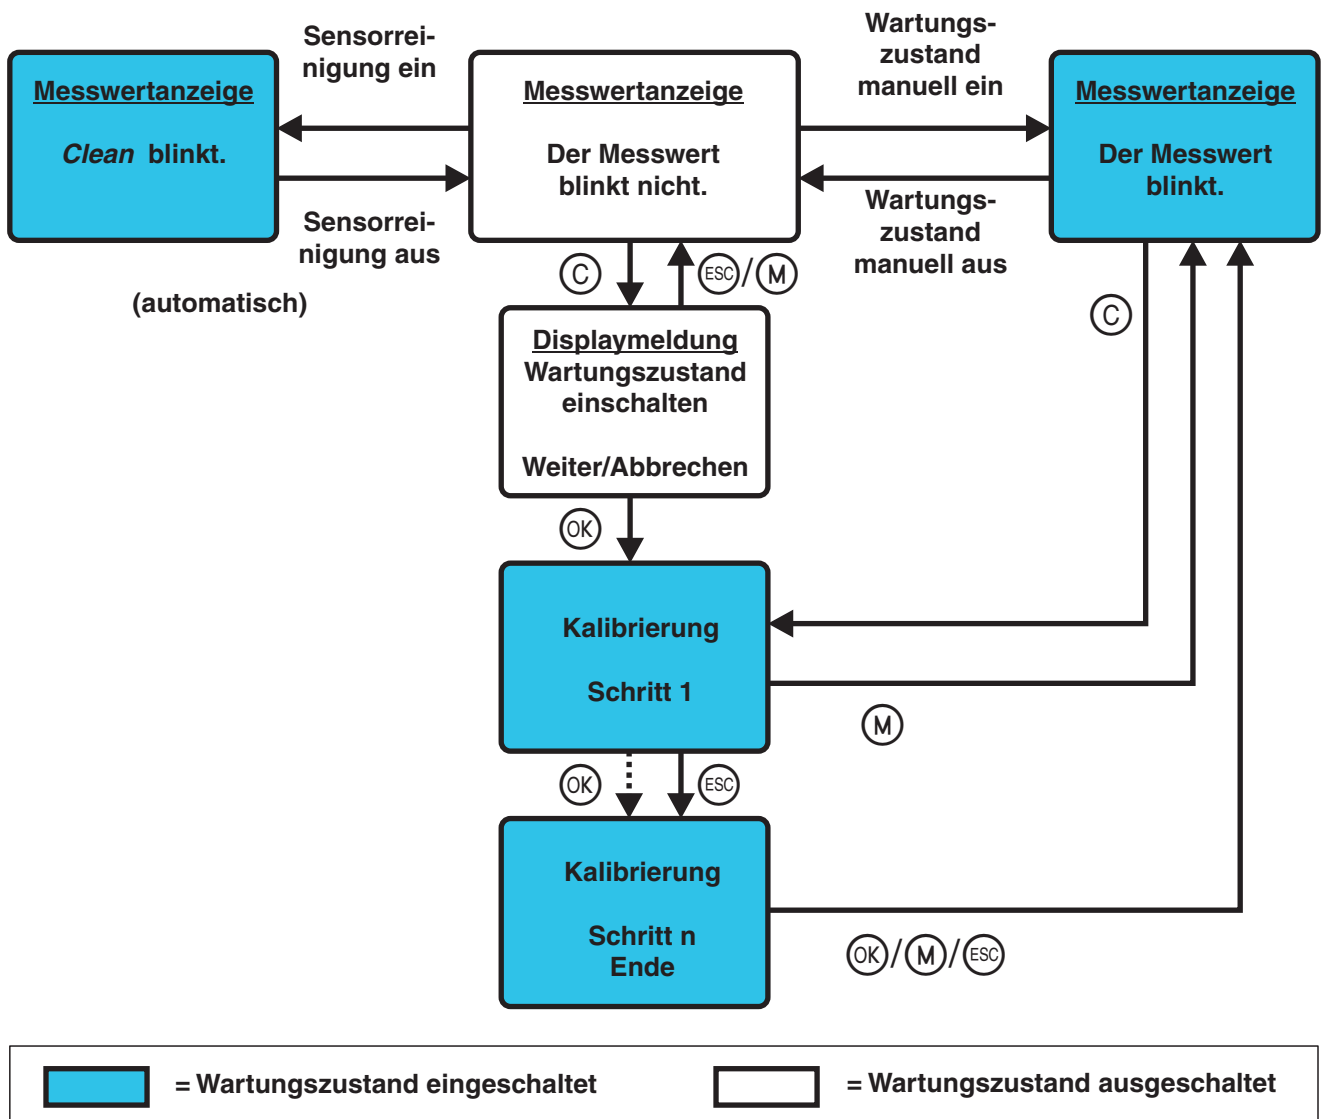 Sensorrei-
nigung ein
Wartungs-
zustand
manuell ein
Messwertanzeige
Clean blinkt.
Messwertanzeige
Der Messwert
blinkt nicht.
Messwertanzeige
Der Messwert
blinkt.
Sensorrei-
nigung aus
(automatisch)
Wartungs-
zustand
manuell aus
C
ESC/M
C
Displaymeldung
Wartungszustand
einschalten
Weiter/Abbrechen
OK
Kalibrierung
Schritt 1
M
OK
ESC
Kalibrierung
Schritt n
Ende
OK/M/ESC
= Wartungszustand eingeschaltet
= Wartungszustand ausgeschaltet